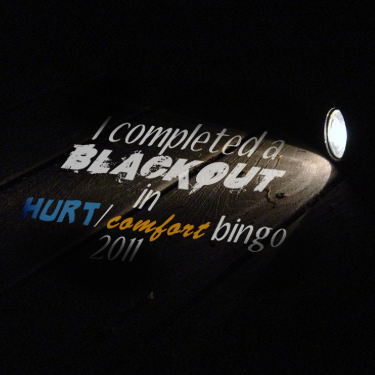 I completed a
BLACKOUT
in
HURT/comfort bingo
2011